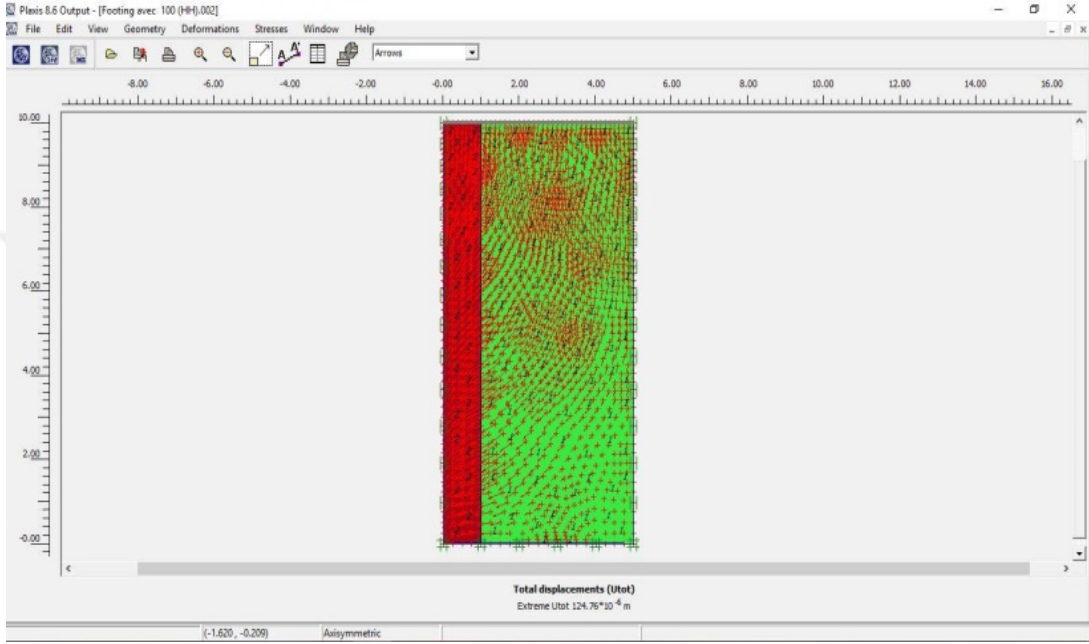 Plaxis 8.6 Output - [Footing avec 100 (HH).002]
File Edit View Geometry Deformations Stresses Window Help
Arrows
-8.00 -6.00 -4.00 -2.00 -0.00 2.00 4.00 6.00 8.00 10.00 12.00 14.00 16.00
10.00
8.00
6.00
4.00
2.00
-0.00
Total displacements (Utot)
Extreme Utot 124.76*10⁻⁶ m
(-1.620 , -0.209) Axisymmetric